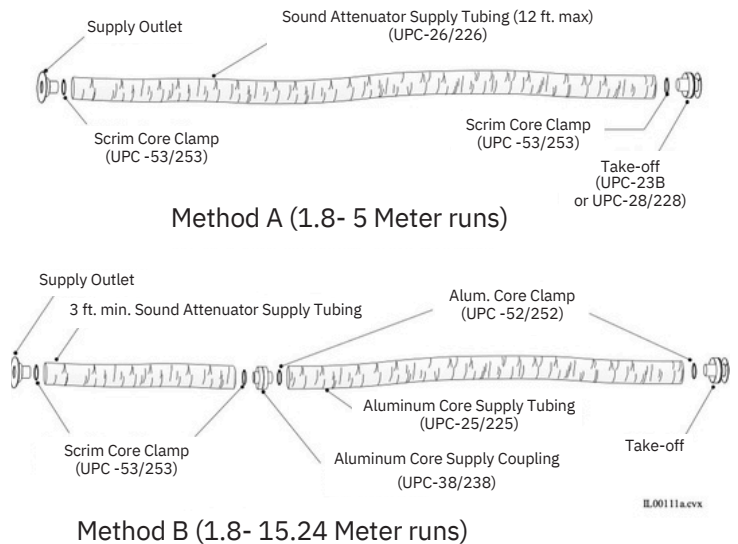 Supply Outlet
Sound Attenuator Supply Tubing (12 ft. max)
(UPC-26/226)
Scrim Core Clamp
(UPC -53/253)
Scrim Core Clamp
(UPC -53/253)
Take-off
(UPC-23B
or UPC-28/228)
Method A (1.8- 5 Meter runs)
Supply Outlet
3 ft. min. Sound Attenuator Supply Tubing
Alum. Core Clamp
(UPC -52/252)
Aluminum Core Supply Tubing
(UPC-25/225)
Scrim Core Clamp
(UPC -53/253)
Aluminum Core Supply Coupling
(UPC-38/238)
Take-off
IL00111a.cvx
Method B (1.8- 15.24 Meter runs)